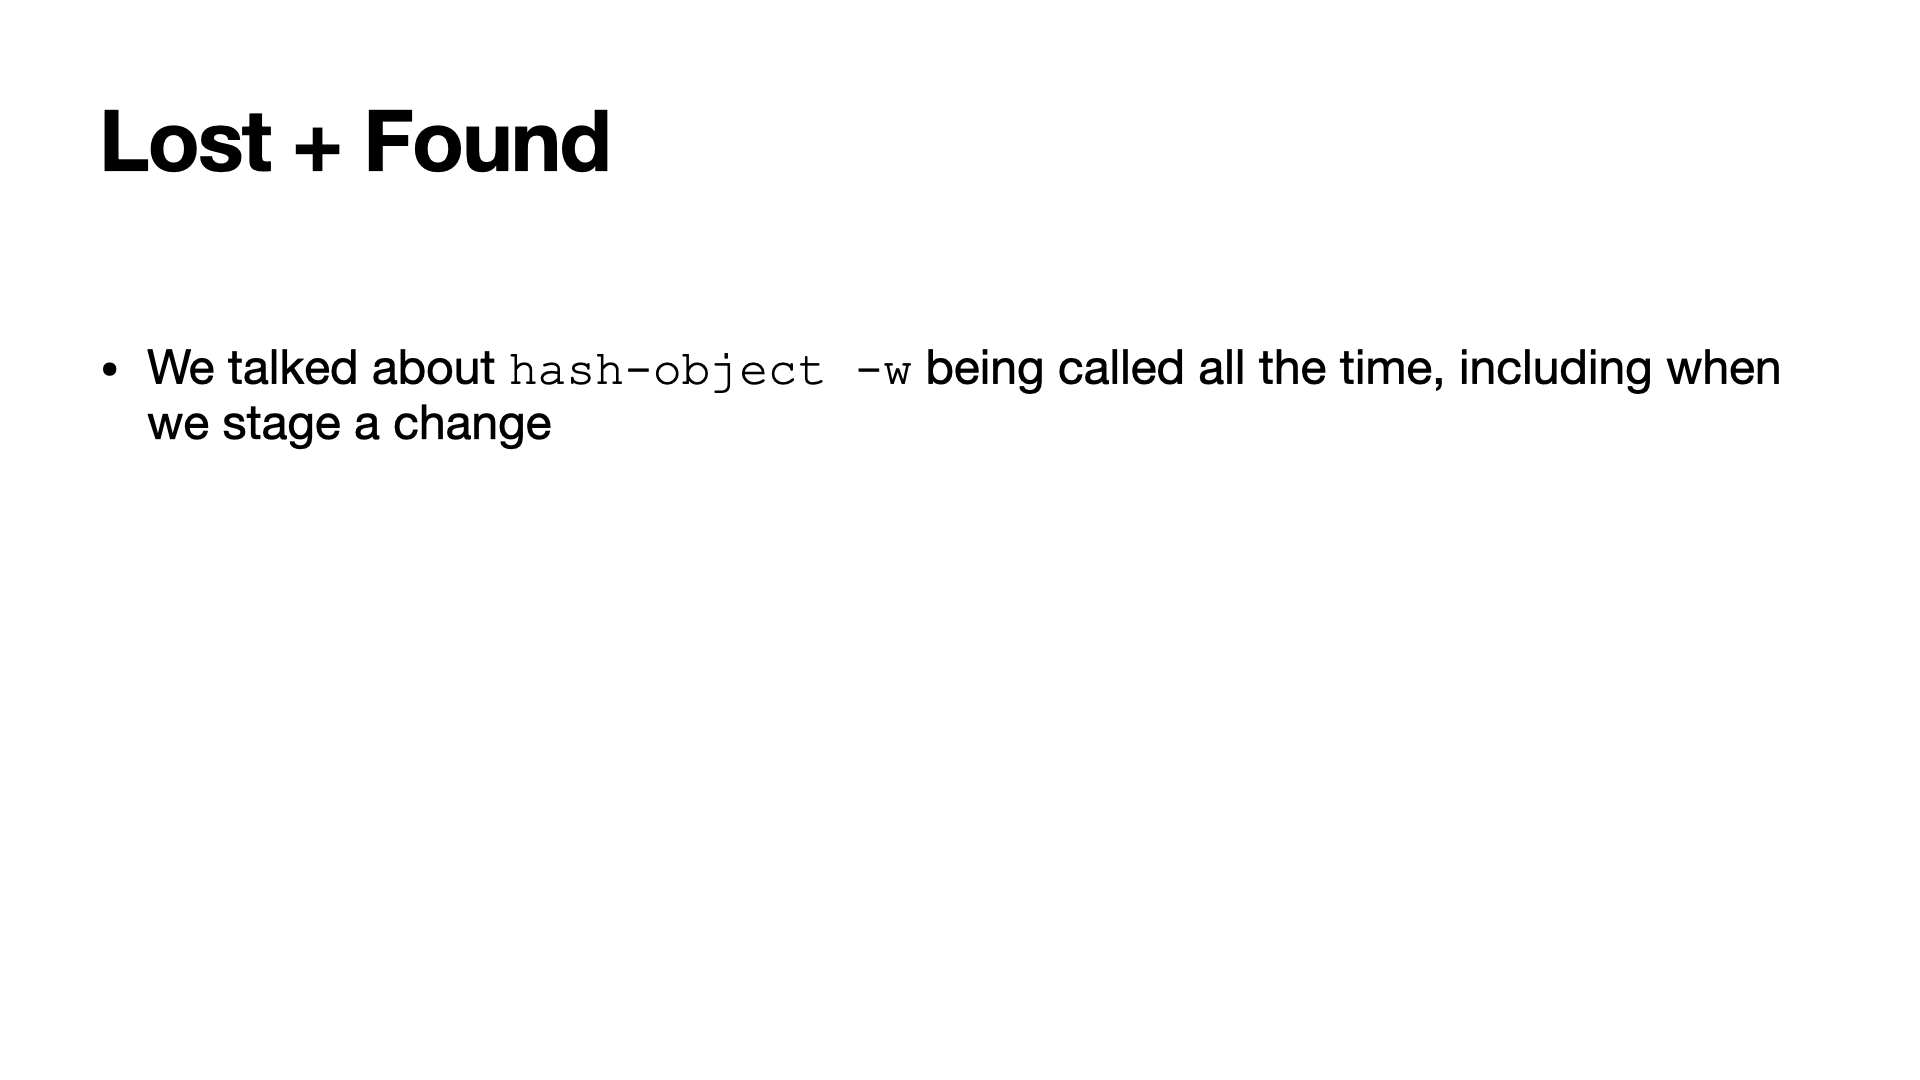 Lost + Found
• We talked about hash-object -w being called all the time, including when
we stage a change